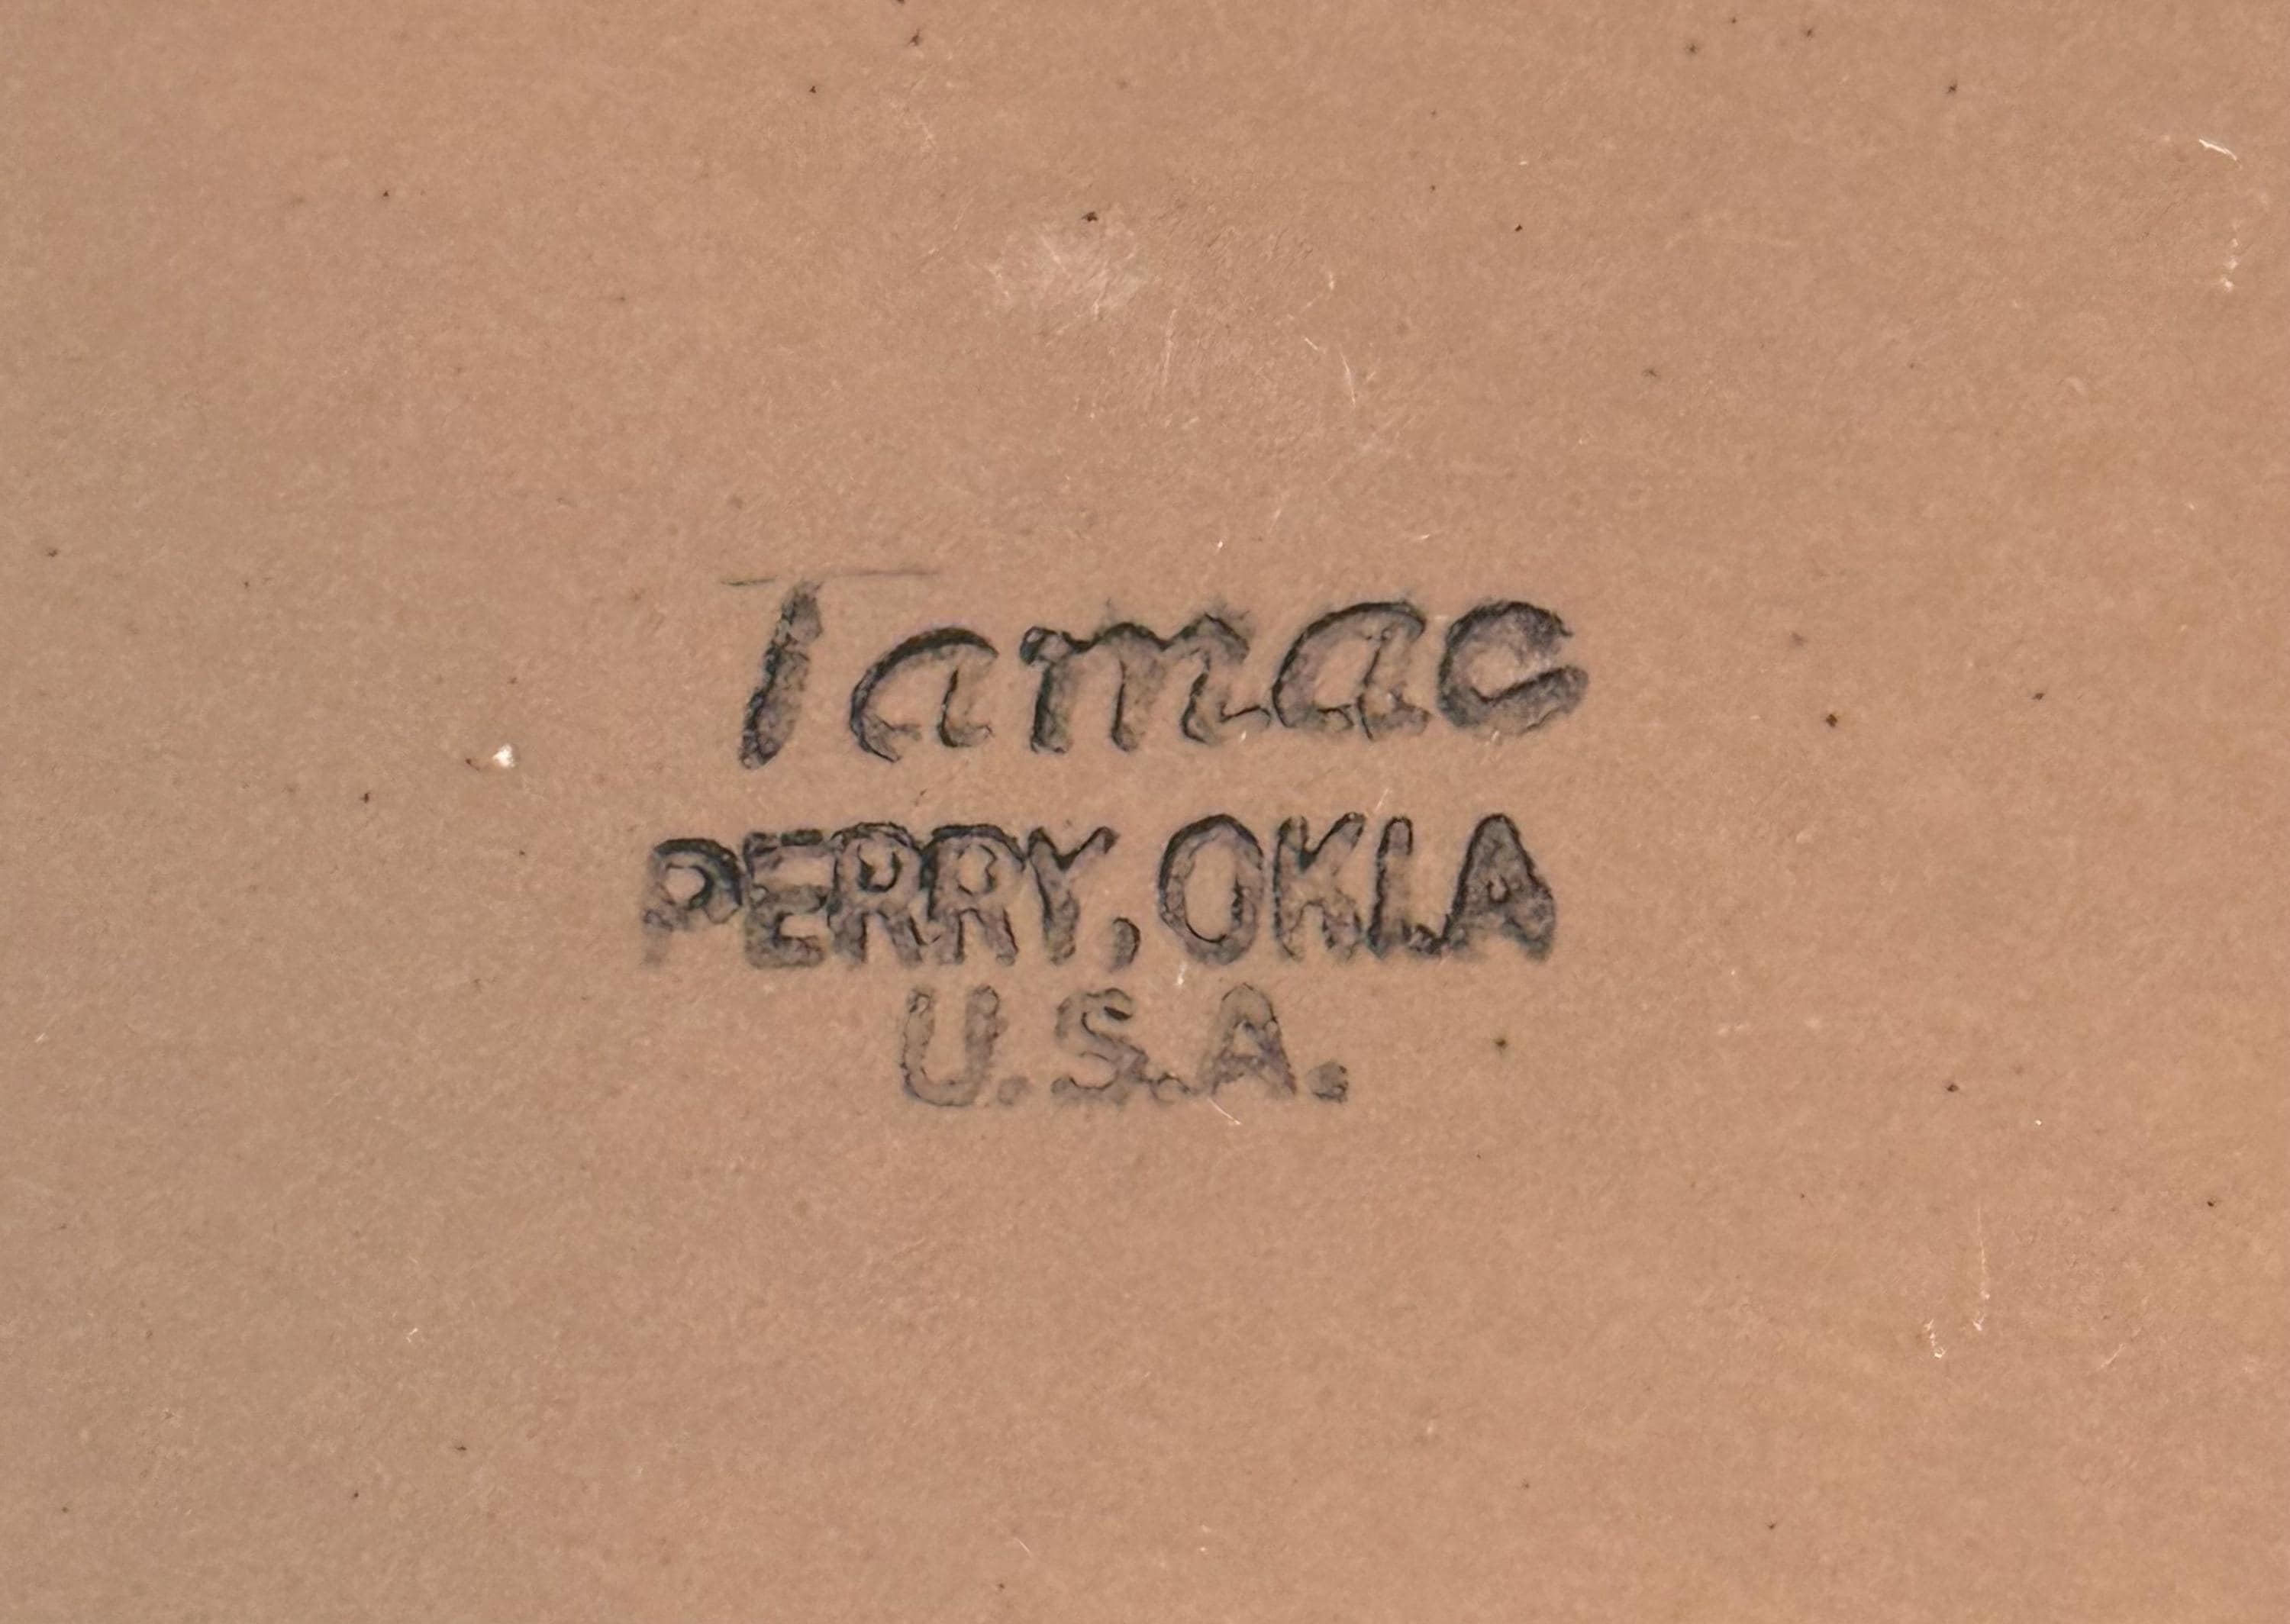 Tamac
PERRY, OKLA
U.S.A.